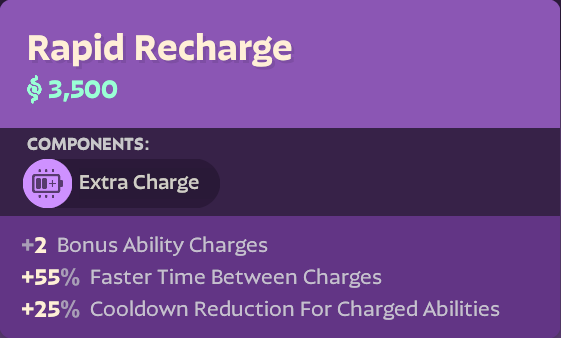 Rapid Recharge
3,500
COMPONENTS:
Extra Charge
+2 Bonus Ability Charges
+55% Faster Time Between Charges
+25% Cooldown Reduction For Charged Abilities